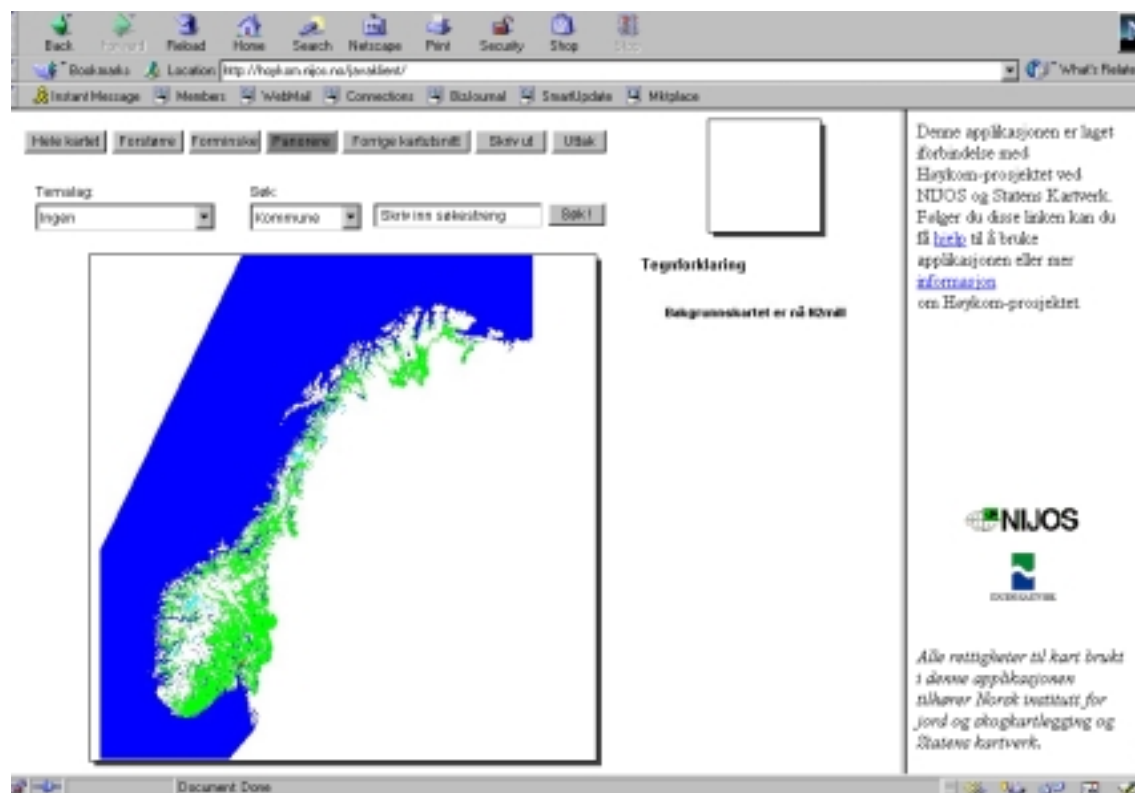 Back Forward Reload Home Search Netscape Print Security Shop Stop
Bookmarks Location: http://hoykom.nijos.no/javaklient/ What's Relate
Instant Message Members WebMail Connections BizJournal SmartUpdate Mktplace
Hele kartet Forstørre Forminske Panorere Forrige kartutsnitt Skriv ut Uttak
Temalag: Søk:
Ingen Kommune Skriv inn søkestreng Søk!
Tegnforklaring
Bakgrunnskartet er nå N2mill
Denne applikasjonen er laget
iforbindelse med
Høykom-prosjektet ved
NIJOS og Statens Kartverk.
Følger du disse linken kan du
få hjelp til å bruke
applikasjonen eller mer
informasjon
om Høykom-prosjektet
NIJOS
STATENS KARTVERK
Alle rettigheter til kart brukt
i denne applikasjonen
tilhører Norsk institutt for
jord og skogkartlegging og
Statens kartverk.
Document: Done